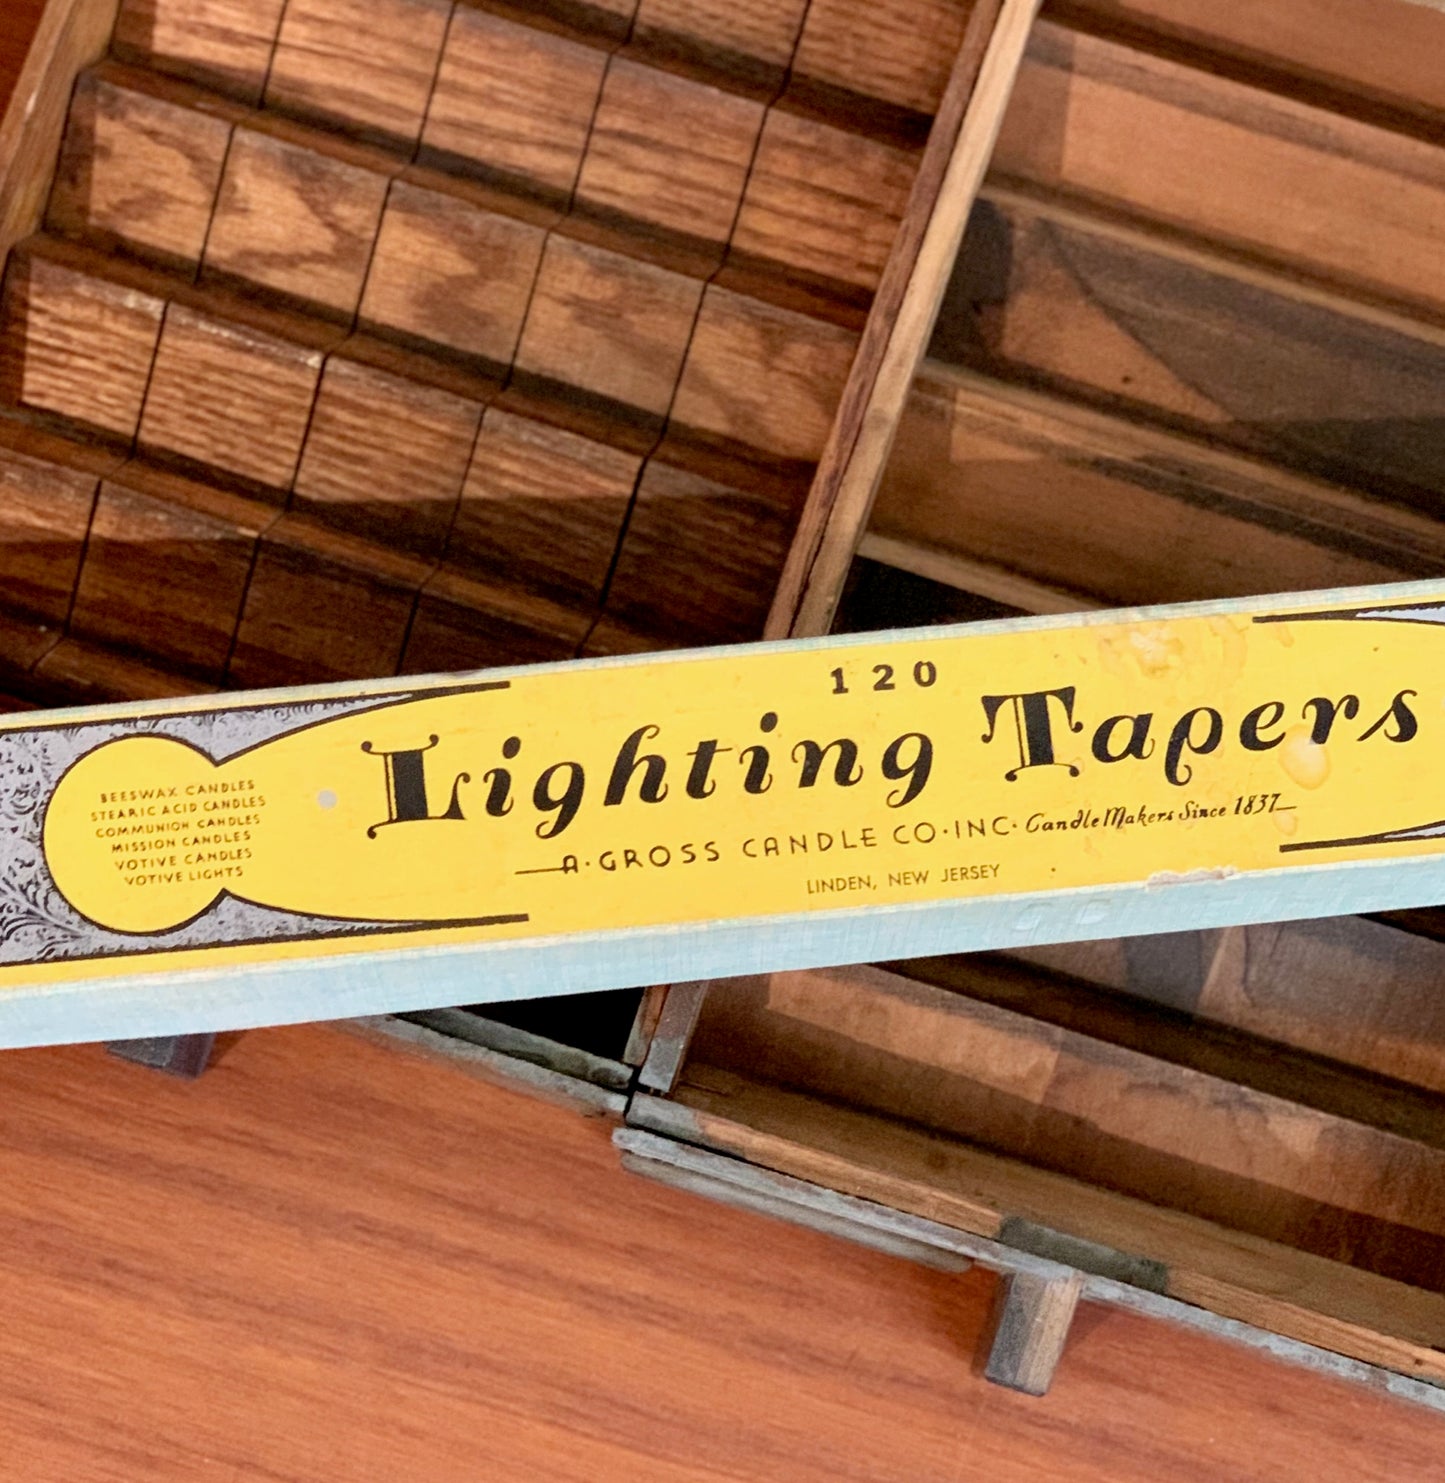 BEESWAX CANDLES
STEARIC ACID CANDLES
COMMUNION CANDLES
MISSION CANDLES
VOTIVE CANDLES
VOTIVE LIGHTS
120
Lighting Tapers
A·GROSS CANDLE CO·INC· Candle Makers Since 1837
LINDEN, NEW JERSEY